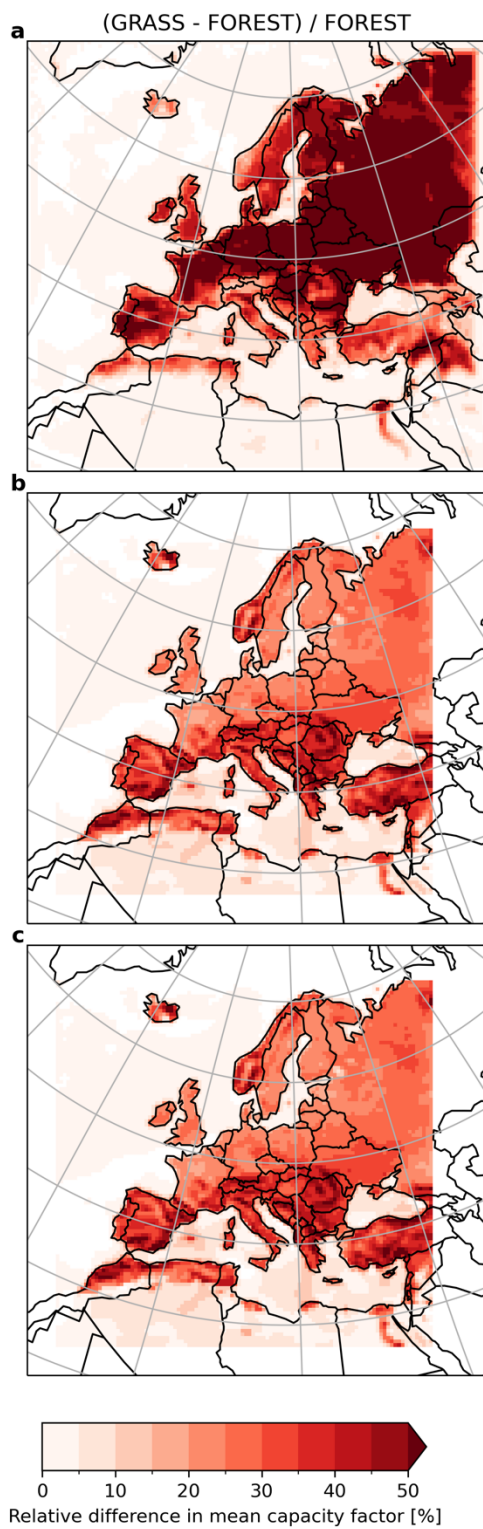 (GRASS - FOREST) / FOREST
a
b
c
0 10 20 30 40 50
Relative difference in mean capacity factor [%]